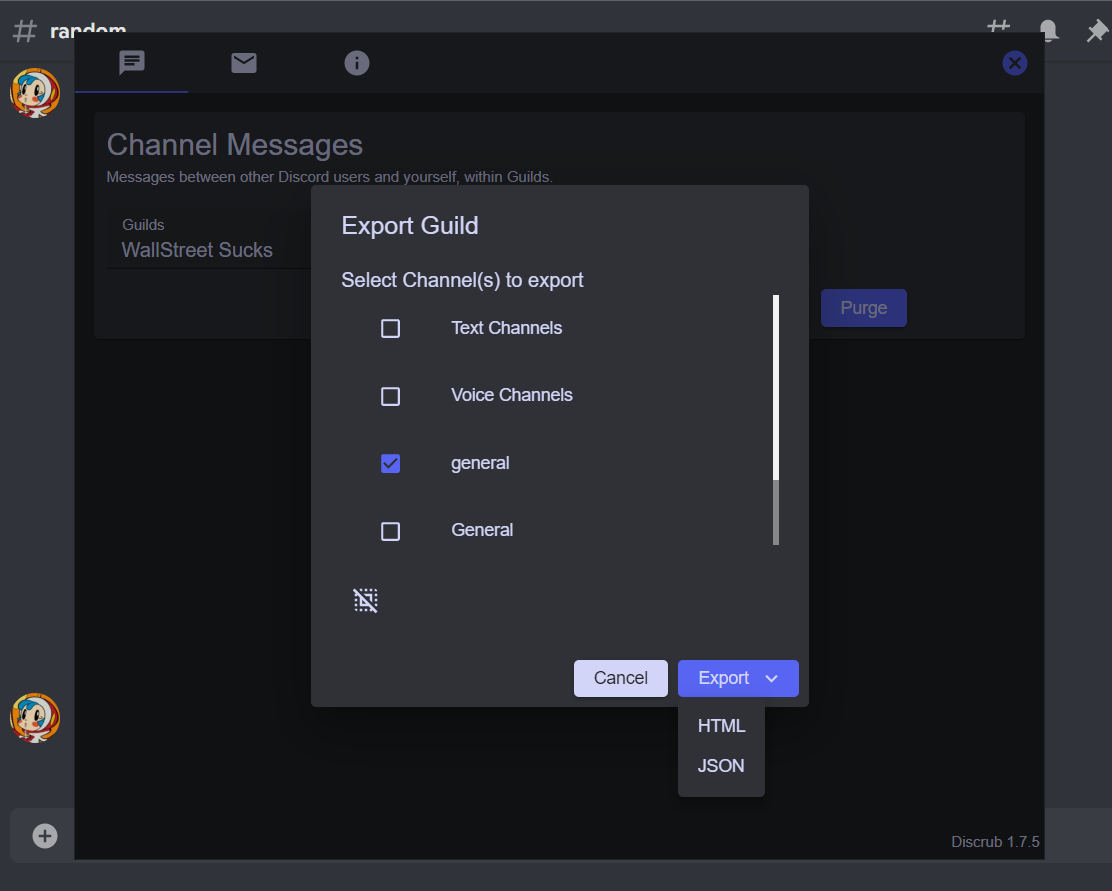 random
Channel Messages
Messages between other Discord users and yourself, within Guilds.
Guilds
WallStreet Sucks
Purge
Export Guild
Select Channel(s) to export
Text Channels
Voice Channels
general
General
Cancel
Export
HTML
JSON
Discrub 1.7.5